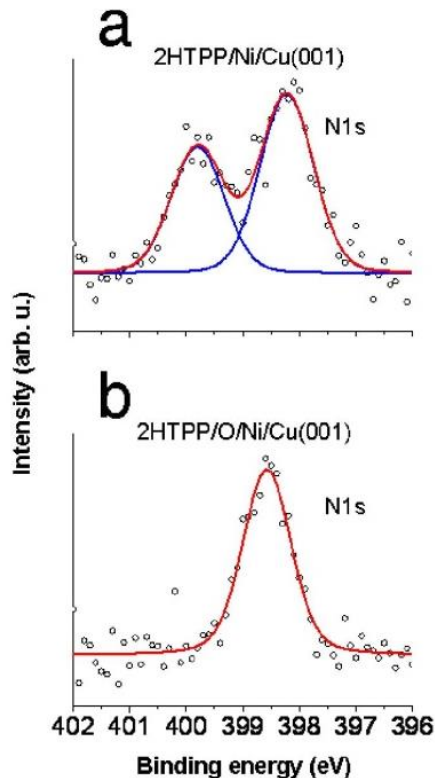 a
2HTPP/Ni/Cu(001)
N1s
b
2HTPP/O/Ni/Cu(001)
N1s
Intensity (arb. u.)
402 401 400 399 398 397 396
Binding energy (eV)